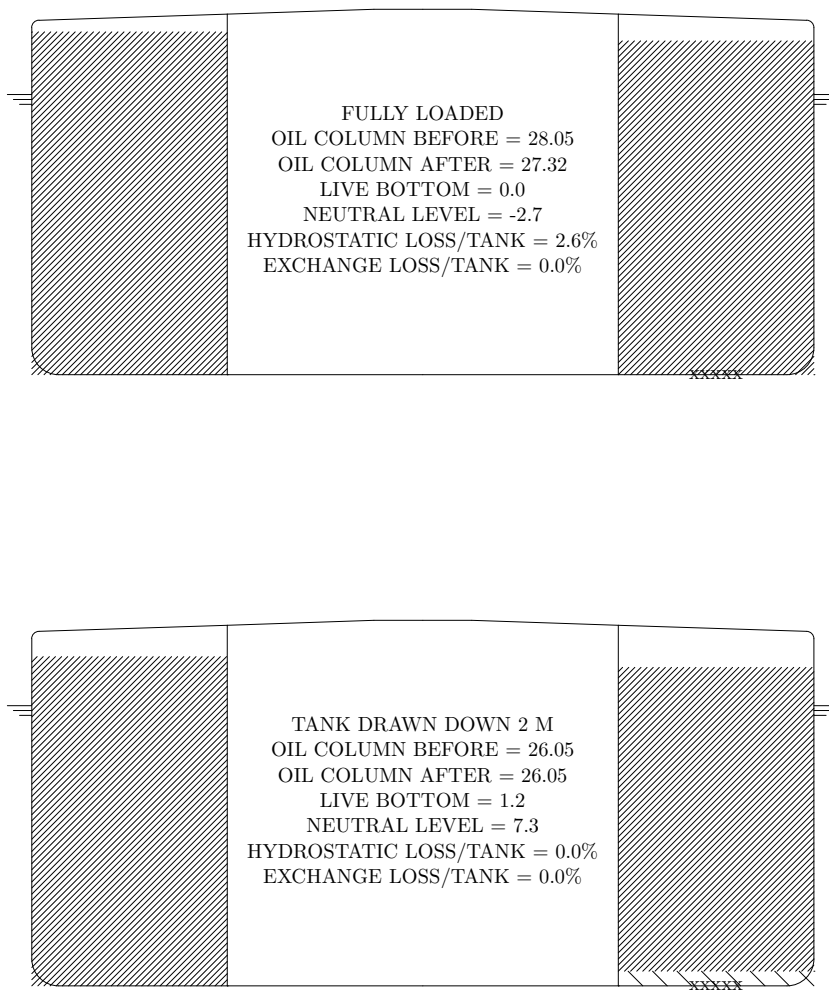 FULLY LOADED
OIL COLUMN BEFORE = 28.05
OIL COLUMN AFTER = 27.32
LIVE BOTTOM = 0.0
NEUTRAL LEVEL = -2.7
HYDROSTATIC LOSS/TANK = 2.6%
EXCHANGE LOSS/TANK = 0.0%
XXXXX
TANK DRAWN DOWN 2 M
OIL COLUMN BEFORE = 26.05
OIL COLUMN AFTER = 26.05
LIVE BOTTOM = 1.2
NEUTRAL LEVEL = 7.3
HYDROSTATIC LOSS/TANK = 0.0%
EXCHANGE LOSS/TANK = 0.0%
XXXXX